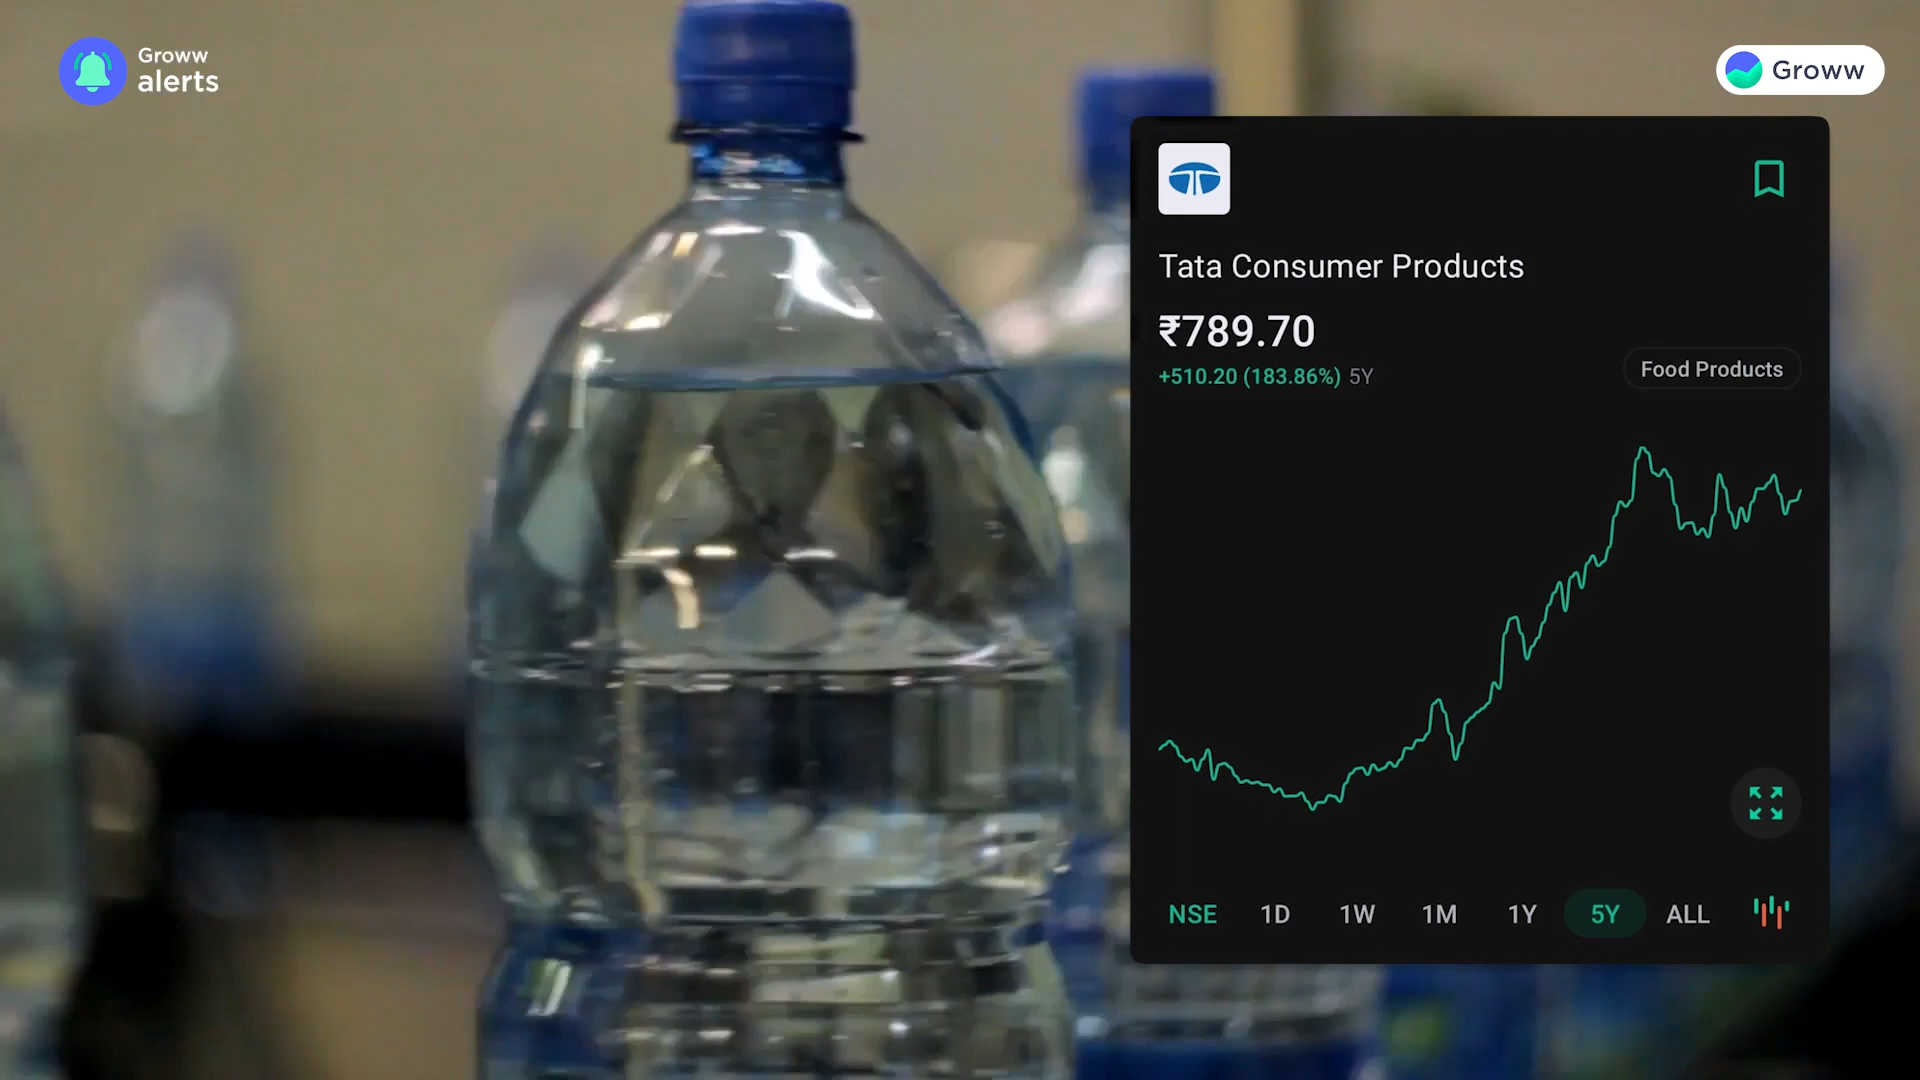 Groww
alerts
Groww
Tata Consumer Products
₹789.70
+510.20 (183.86%) 5Y
Food Products
NSE 1D 1W 1M 1Y 5Y ALL